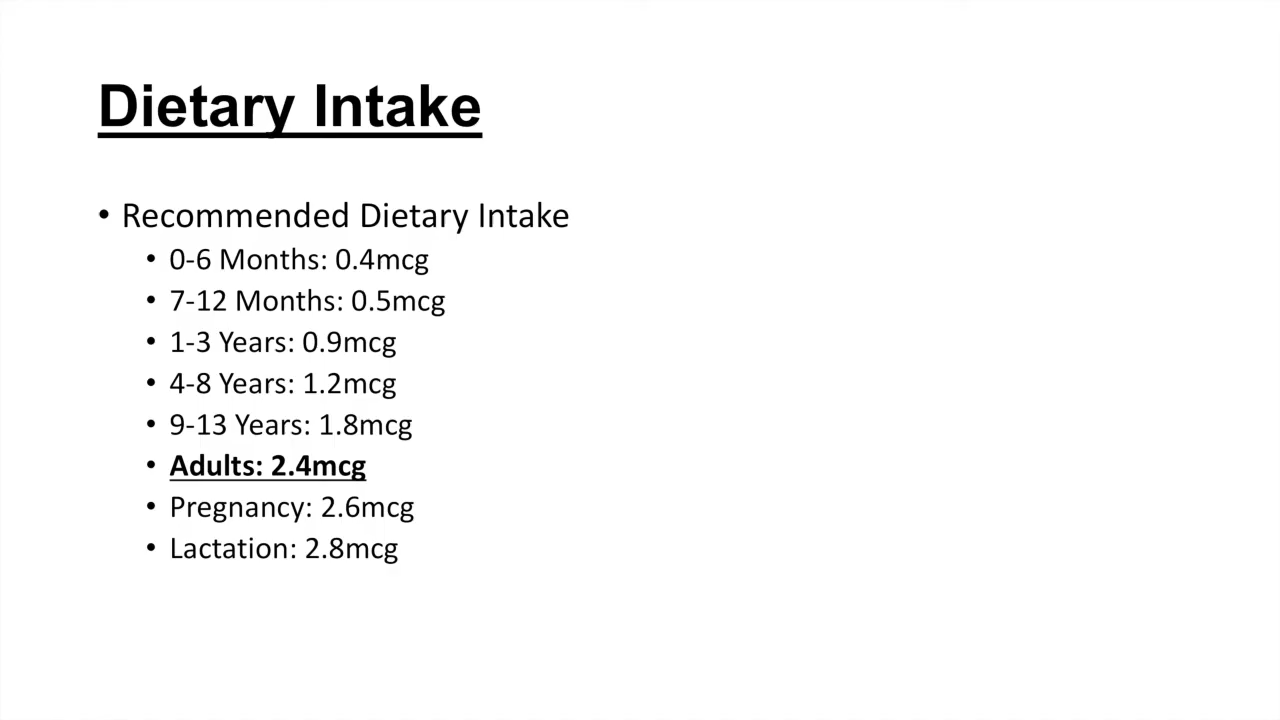 Dietary Intake
• Recommended Dietary Intake
• 0-6 Months: 0.4mcg
• 7-12 Months: 0.5mcg
• 1-3 Years: 0.9mcg
• 4-8 Years: 1.2mcg
• 9-13 Years: 1.8mcg
• Adults: 2.4mcg
• Pregnancy: 2.6mcg
• Lactation: 2.8mcg